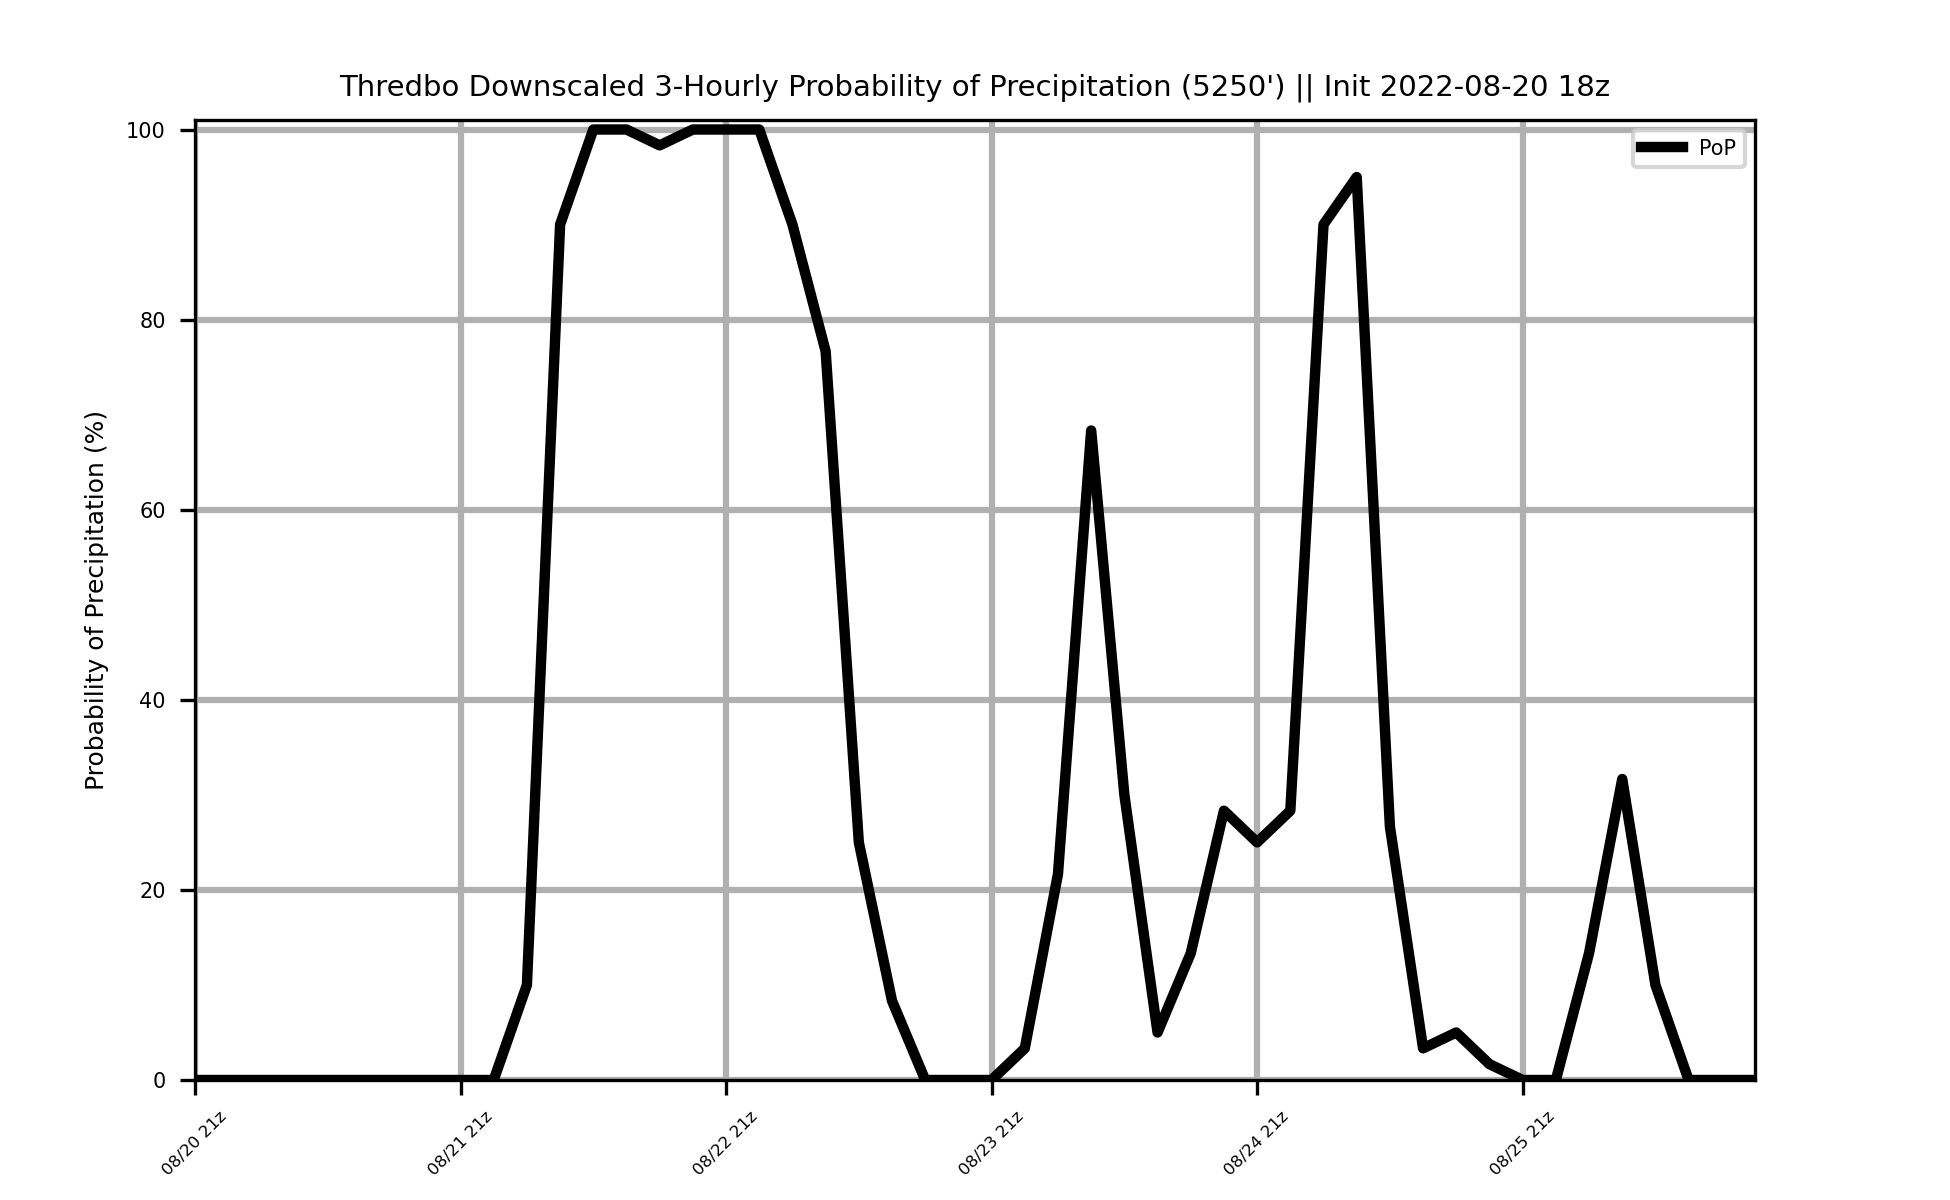 Thredbo Downscaled 3-Hourly Probability of Precipitation (5250') || Init 2022-08-20 18z
PoP
Probability of Precipitation (%)
100
80
60
40
20
0
08/20 21z
08/21 21z
08/22 21z
08/23 21z
08/24 21z
08/25 21z